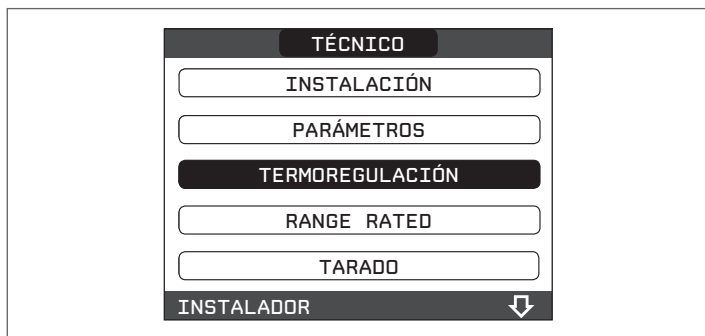 TÉCNICO
INSTALACIÓN
PARÁMETROS
TERMOREGULACIÓN
RANGE RATED
TARADO
INSTALADOR